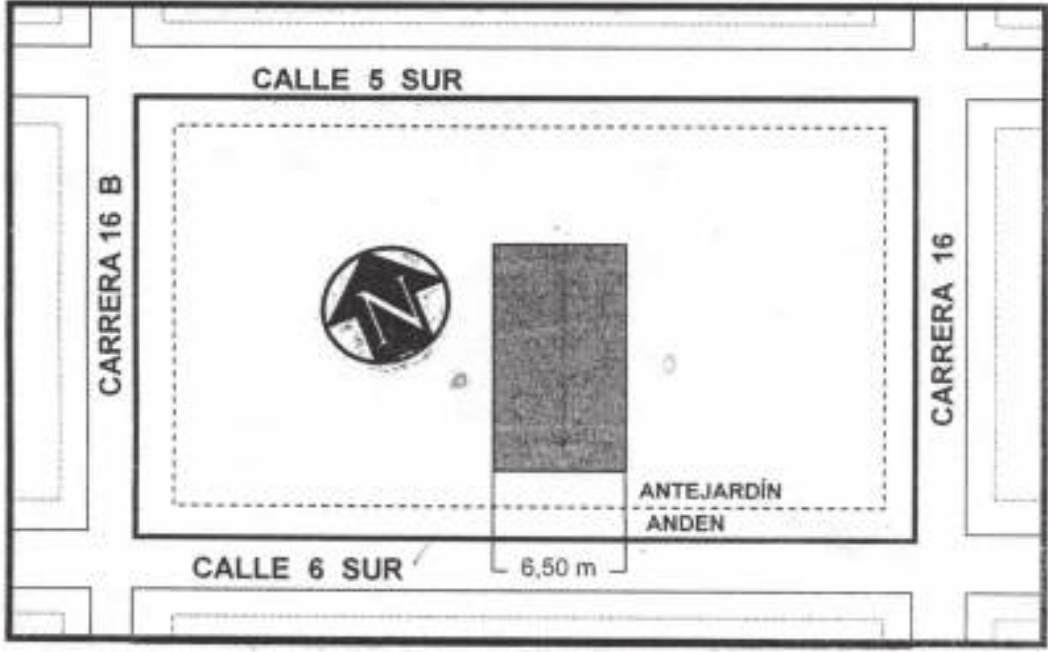 CALLE 5 SUR
CARRERA 16 B
N
CARRERA 16
ANTEJARDÍN
ANDEN
CALLE 6 SUR
6,50 m